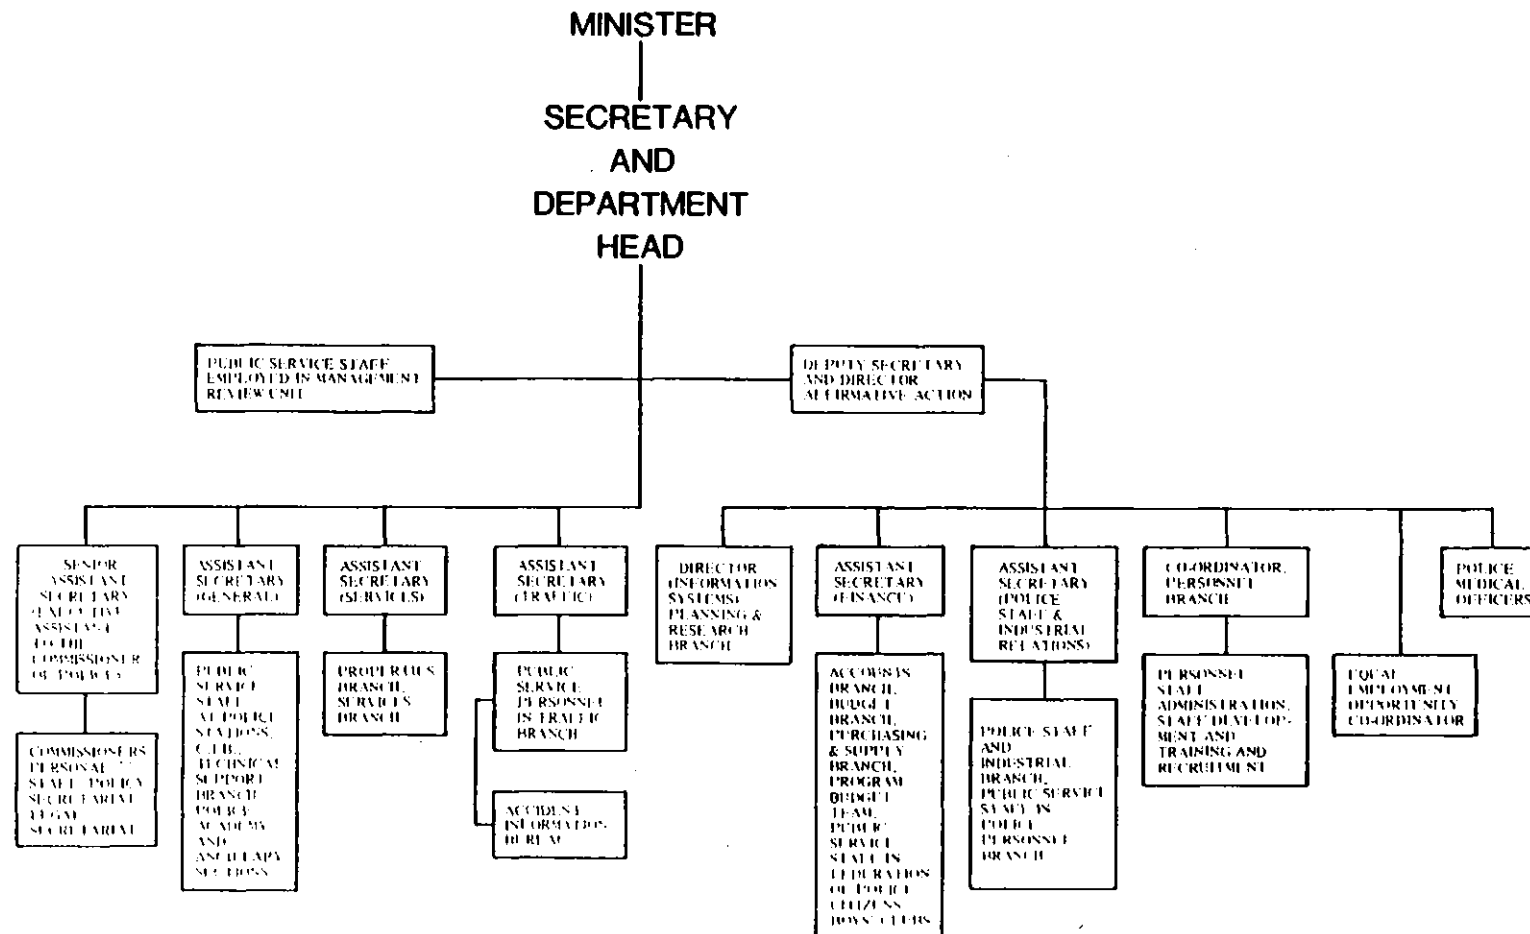 MINISTER
SECRETARY
AND
DEPARTMENT
HEAD
PUBLIC SERVICE STAFF
EMPLOYED IN MANAGEMENT
REVIEW UNIT
DEPUTY SECRETARY
AND DIRECTOR
AFFIRMATIVE ACTION
SENIOR
ASSISTANT
SECRETARY
(EXECUTIVE
ASSISTANT
TO THE
COMMISSIONER
OF POLICE)
ASSISTANT
SECRETARY
(GENERAL)
ASSISTANT
SECRETARY
(SERVICES)
ASSISTANT
SECRETARY
(TRAFFIC)
DIRECTOR
(INFORMATION
SYSTEMS)
PLANNING &
RESEARCH
BRANCH
ASSISTANT
SECRETARY
(FINANCE)
ASSISTANT
SECRETARY
(POLICE
STAFF &
INDUSTRIAL
RELATIONS)
CO-ORDINATOR,
PERSONNEL
BRANCH
POLICE
MEDICAL
OFFICERS
COMMISSIONERS
PERSONAL
STAFF POLICY
SECRETARIAT
LEGAL
SECRETARIAT
PUBLIC
SERVICE
STAFF
AT POLICE
STATIONS,
C.I.B.,
TECHNICAL
SUPPORT
BRANCH
POLICE
ACADEMY
AND
ANCILLARY
SECTIONS
PROPERTIES
BRANCH,
SERVICES
BRANCH
PUBLIC
SERVICE
PERSONNEL
IN TRAFFIC
BRANCH
ACCIDENT
INFORMATION
BUREAU
ACCOUNTS
BRANCH,
BUDGET
BRANCH,
PURCHASING
& SUPPLY
BRANCH,
PROGRAM
BUDGET
TEAM,
PUBLIC
SERVICE
STAFF IN
FEDERATION
OF POLICE
CITIZENS
BOYS' CLUBS
POLICE STAFF
AND
INDUSTRIAL
BRANCH,
PUBLIC SERVICE
STAFF IN
POLICE
PERSONNEL
BRANCH
PERSONNEL
STAFF
ADMINISTRATION,
STAFF DEVELOP-
MENT AND
TRAINING AND
RECRUITMENT
EQUAL
EMPLOYMENT
OPPORTUNITY
CO-ORDINATOR